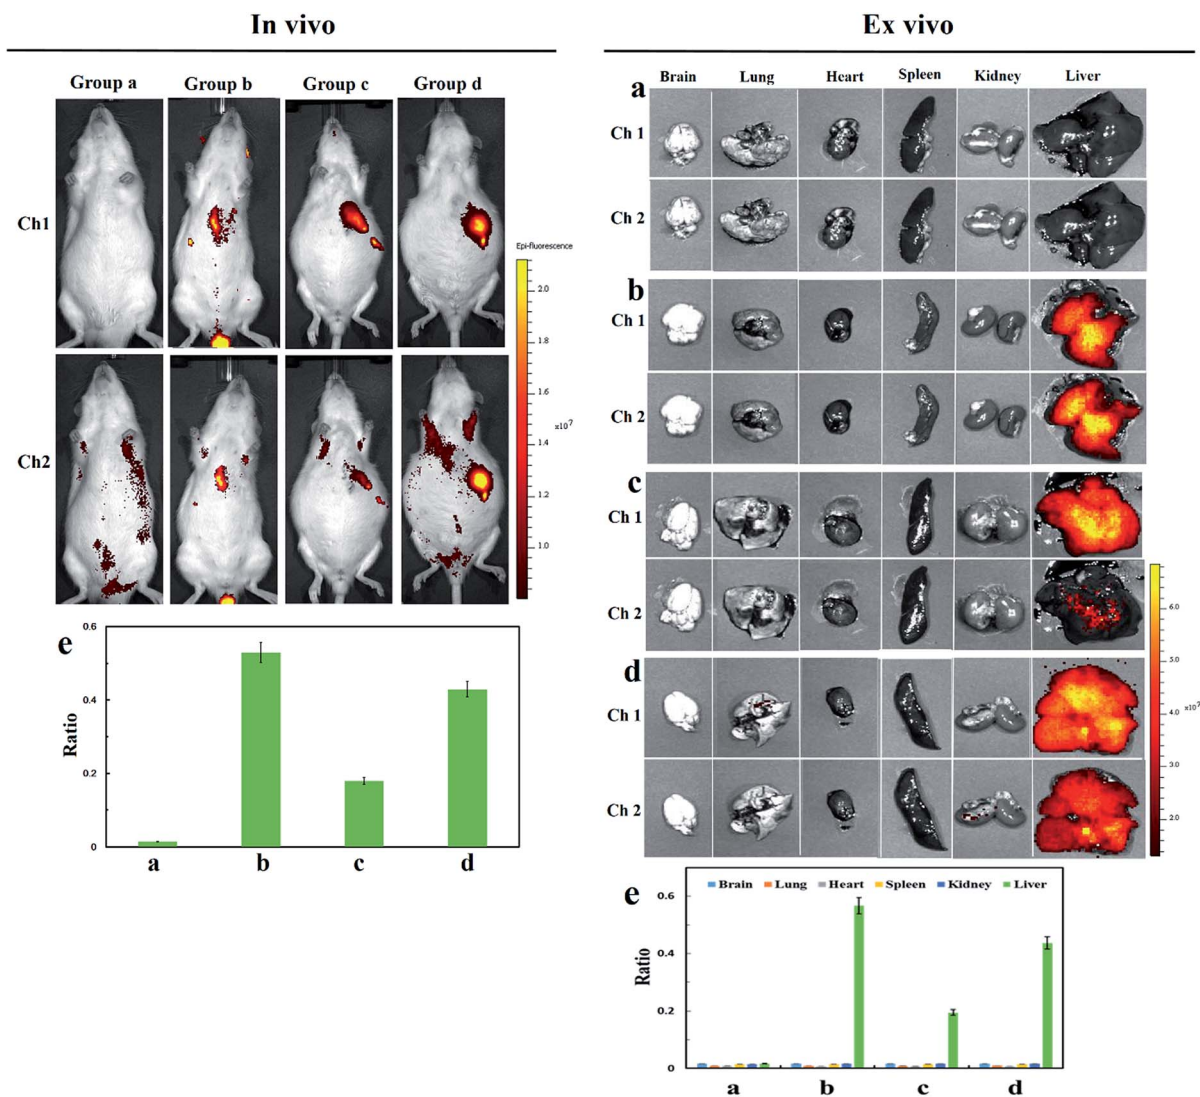 In vivo
Group a Group b Group c Group d
Ch1
Epi-fluorescence
2.0
1.8
1.6
1.4
x10⁷
1.2
1.0
Ch2
e
0.6
0.4
0.2
0
Ratio
a b c d
Ex vivo
Brain Lung Heart Spleen Kidney Liver
a
Ch 1
Ch 2
b
Ch 1
Ch 2
c
Ch 1
Ch 2
d
Ch 1
Ch 2
6.0
5.0
4.0
x10⁷
3.0
2.0
e
Brain Lung Heart Spleen Kidney Liver
0.6
0.4
0.2
0
Ratio
a b c d